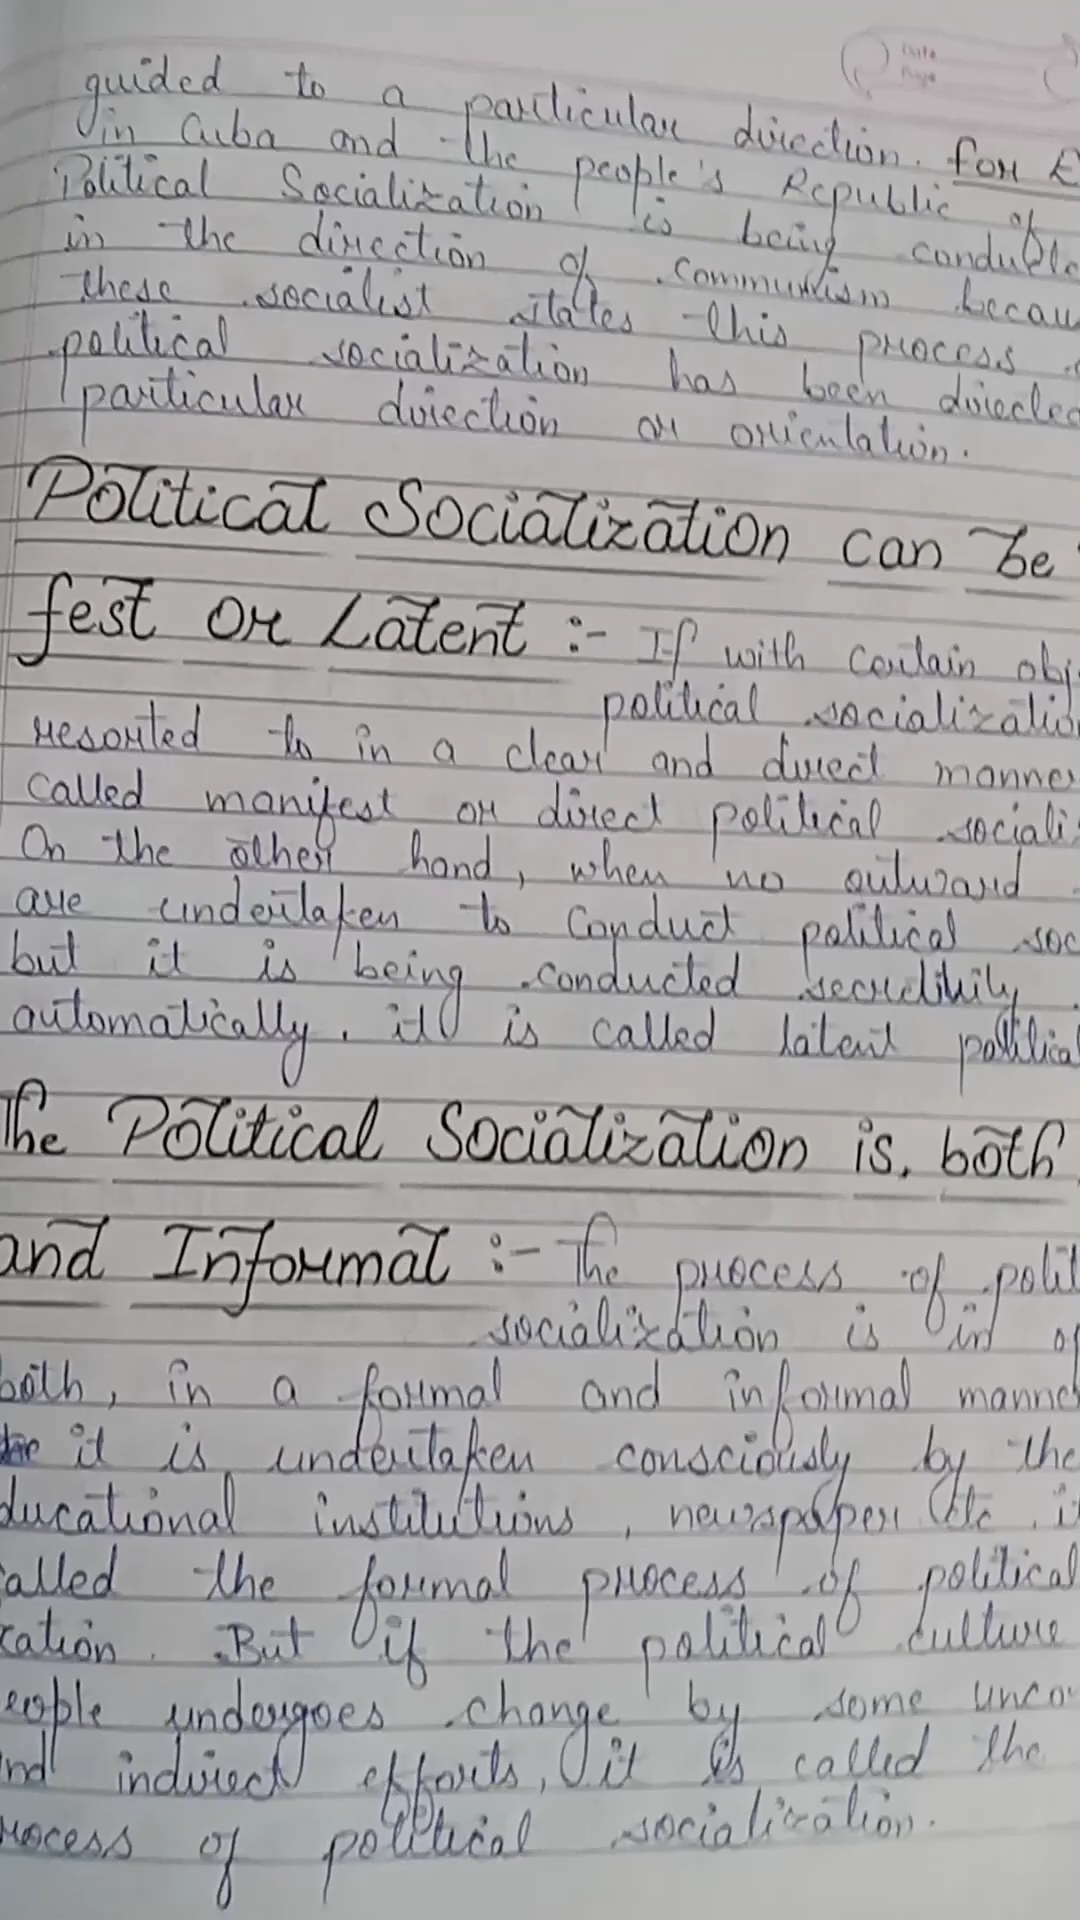 Date
Page
guided to a particular direction. For E
in Cuba and the people's Republic of
Political Socialization is being conducte
in the direction of communism becau
these socialist states this process
political socialization has been directed
particular direction or orientation.
Political Socialization can be
fest or Latent :- If with certain obj
political socializatio
resorted to in a clear and direct manner
called manifest or direct political sociali
On the other hand, when no outward
are undertaken to conduct political soc
but it is being conducted
automatically, it is called latent political
The Political Socialization is, both
and Informal :- The process of polit
socialization is in
both, in a formal and informal manner
it is undertaken consciously by the
ducational institutions, newspaper etc. i
alled the formal process of political
zation. But if the political culture
eople undergoes change by some unco
nd indirect efforts, it is called the
rocess of political socialization.